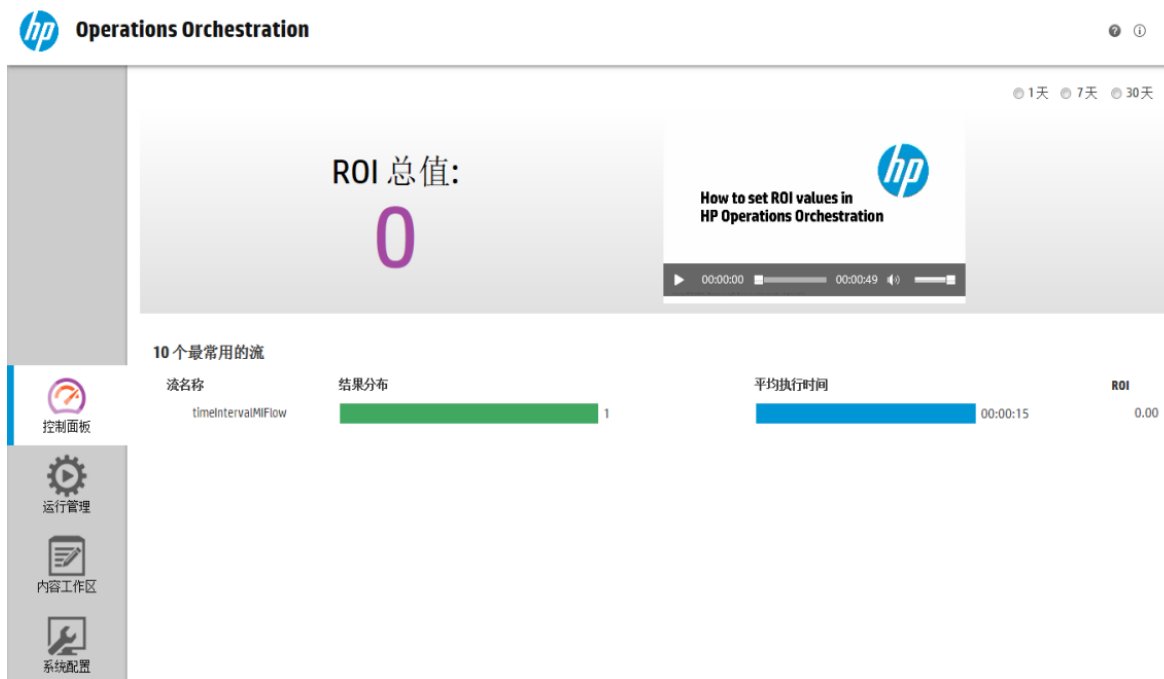 hp Operations Orchestration
1天 7天 30天
ROI 总值:
0
hp
How to set ROI values in
HP Operations Orchestration
00:00:00 00:00:49
10 个最常用的流
流名称 结果分布 平均执行时间 ROI
timeIntervalMIFlow 1 00:00:15 0.00
控制面板
运行管理
内容工作区
系统配置